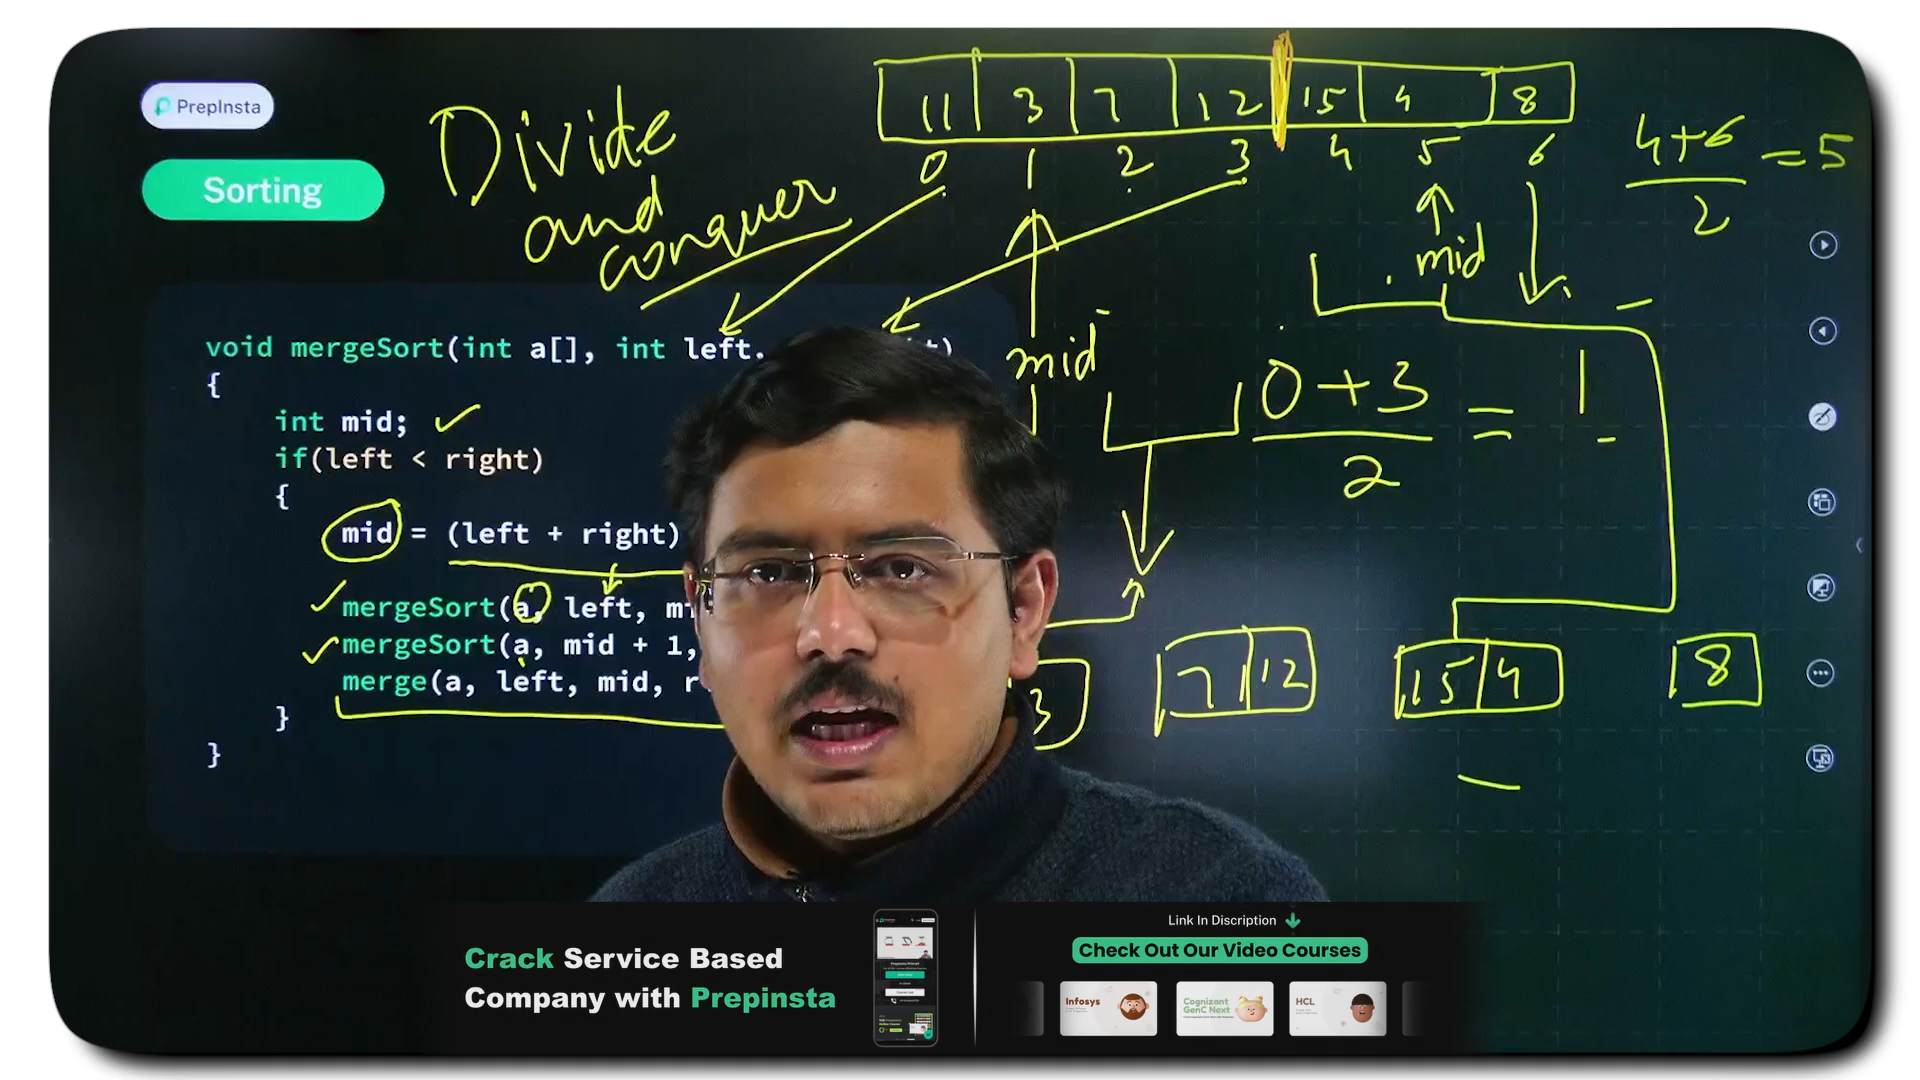 PrepInsta
Sorting
Divide
and
conquer
11 3 7 12 15 4 8
0 1 2 3 4 5 6
4+6
= 5
2
mid
mid
0 + 3
= 1
2
void mergeSort(int a[], int left,
{
int mid;
if(left < right)
{
mid = (left + right)
mergeSort(a, left,
mergeSort(a, mid + 1,
merge(a, left, mid,
}
}
3
7 12
15 4
8
Crack Service Based
Company with Prepinsta
Link In Discription
Check Out Our Video Courses
Infosys
Cognizant
GenC Next
HCL